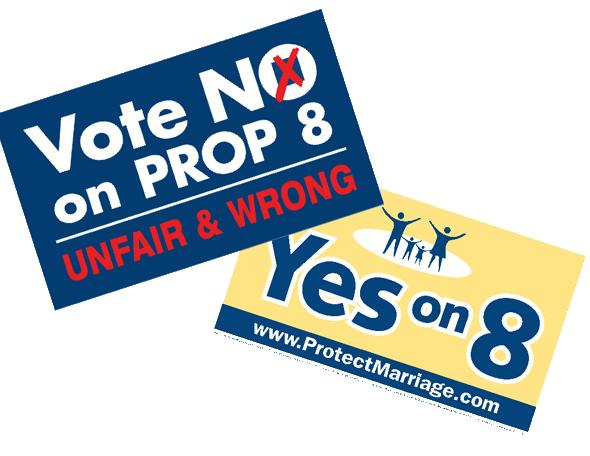 Vote NO
on PROP 8
UNFAIR & WRONG
Yes on 8
www.ProtectMarriage.com